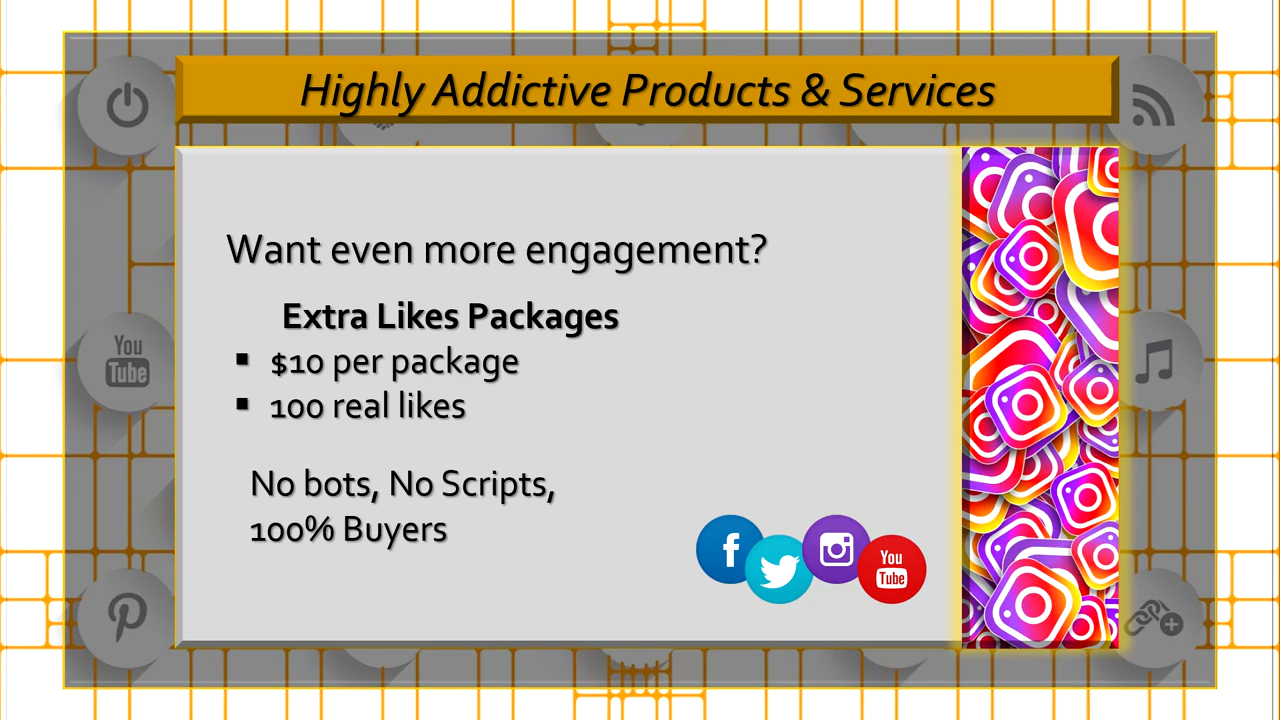 Highly Addictive Products & Services
Want even more engagement?
Extra Likes Packages
▪ $10 per package
▪ 100 real likes
No bots, No Scripts,
100% Buyers
You
Tube
You
Tube